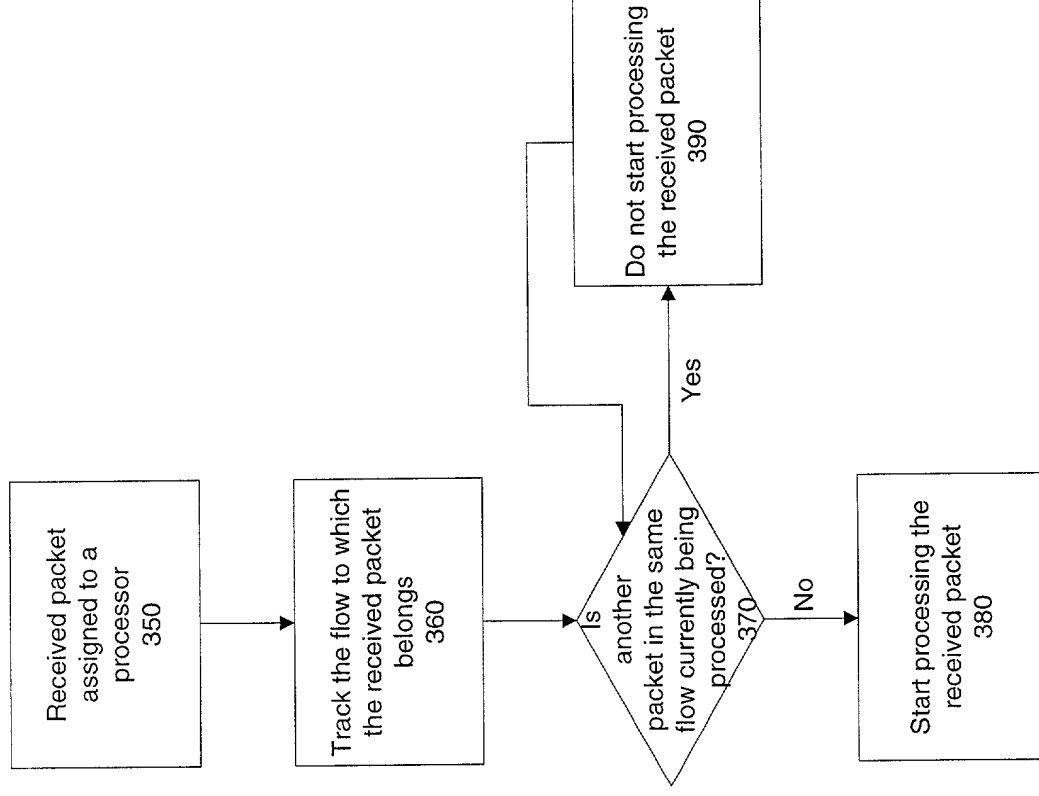 Received packet
assigned to a
processor
350
Track the flow to which
the received packet
belongs
360
Is
another
packet in the same
flow currently being
processed?
370
Yes
No
Do not start processing
the received packet
390
Start processing the
received packet
380